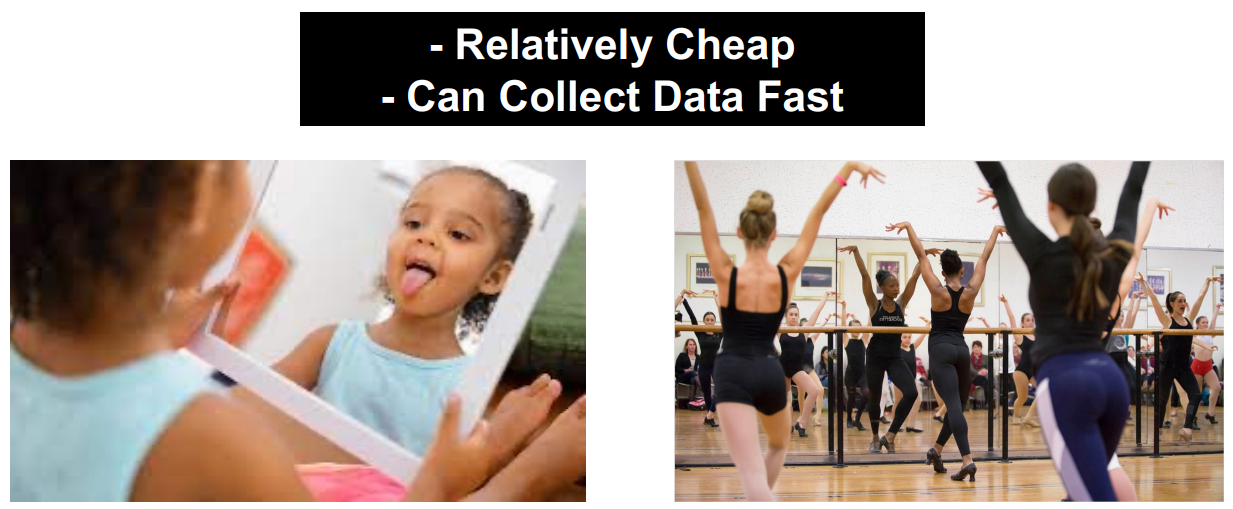 - Relatively Cheap
- Can Collect Data Fast